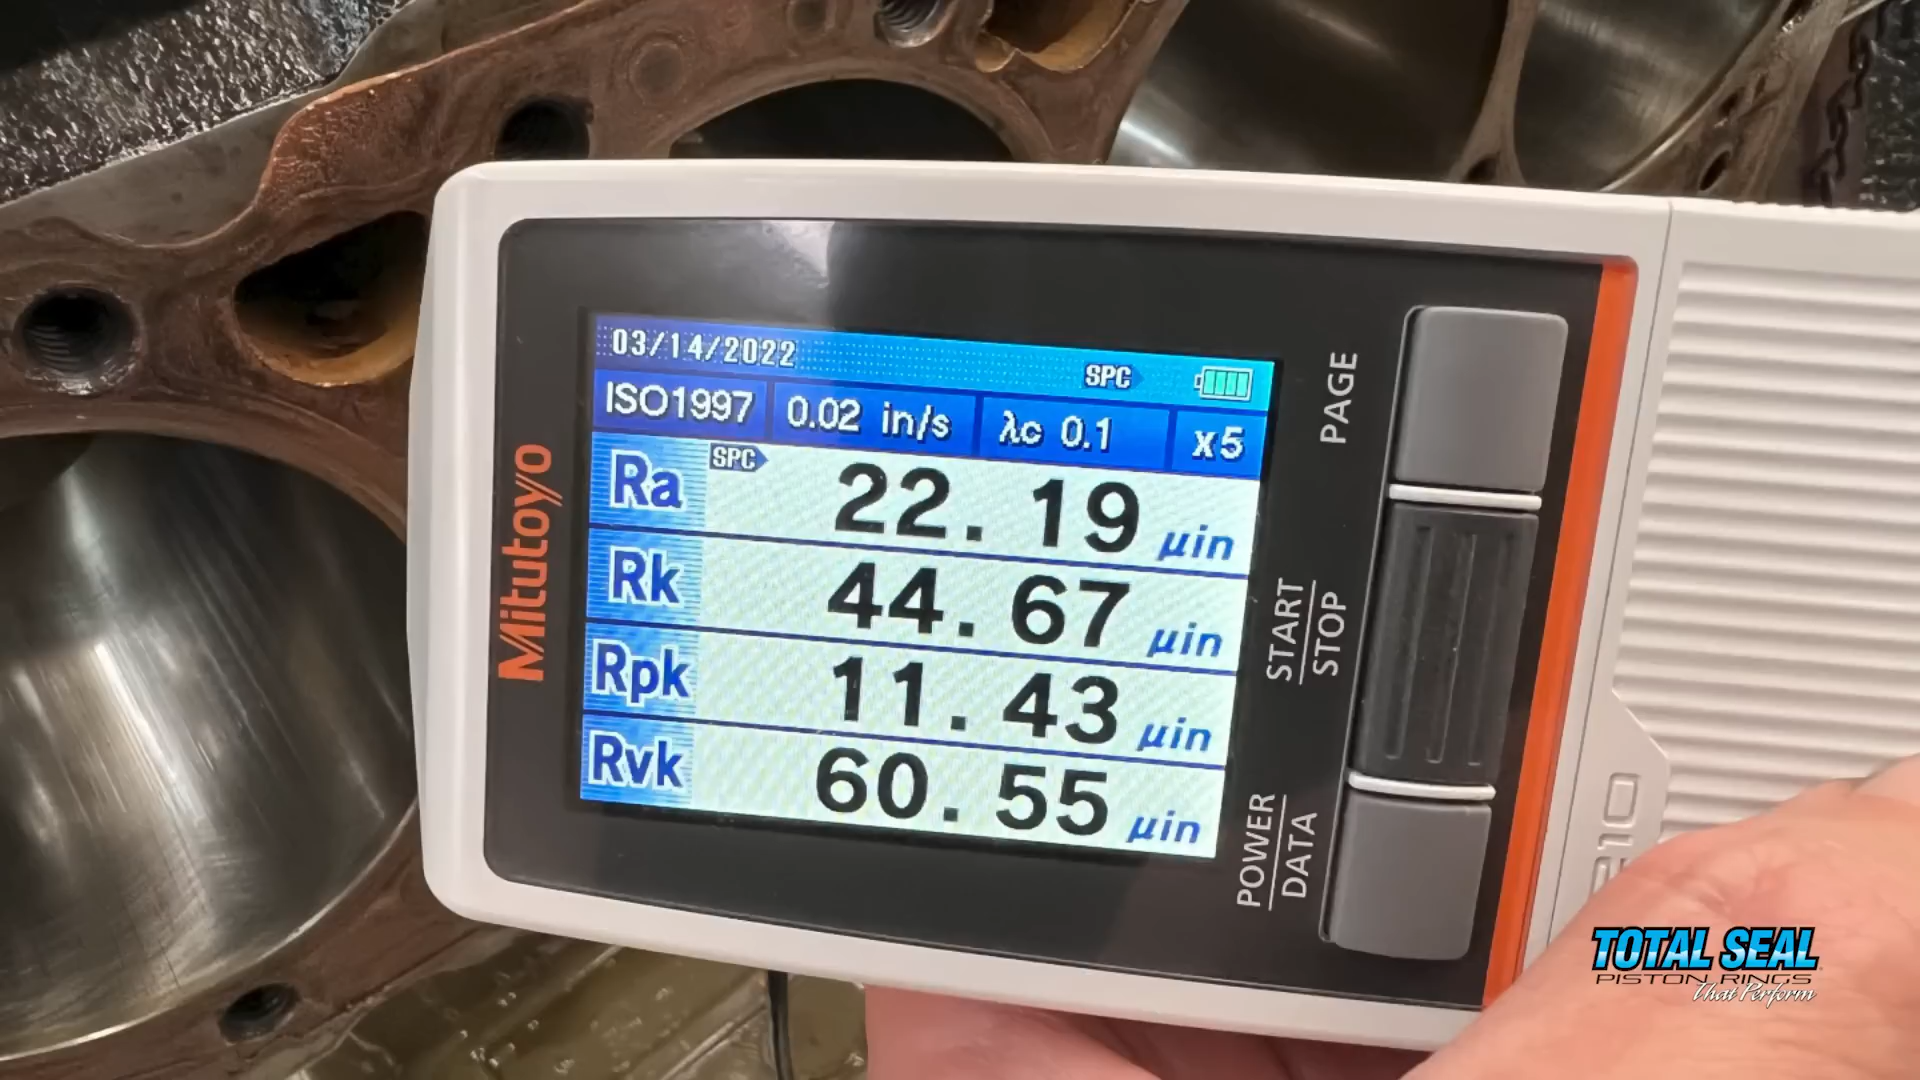 03/14/2022 SPC
ISO1997 0.02 in/s λc 0.1 x5
Ra SPC 22.19 µin
Rk 44.67 µin
Rpk 11.43 µin
Rvk 60.55 µin
Mitutoyo
PAGE
START
STOP
POWER
DATA
TOTAL SEAL
PISTON RINGS
That Perform